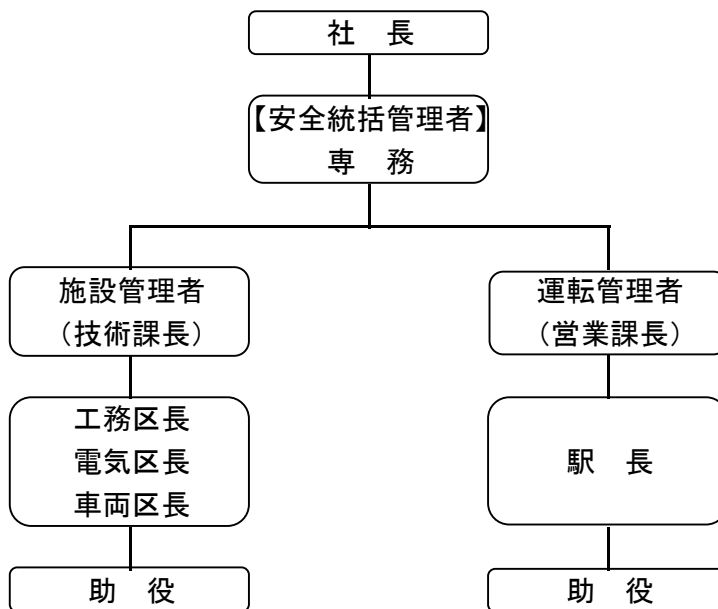 社　長
【安全統括管理者】
専　務
施設管理者
（技術課長）
運転管理者
（営業課長）
工務区長
電気区長
車両区長
駅　長
助　役
助　役